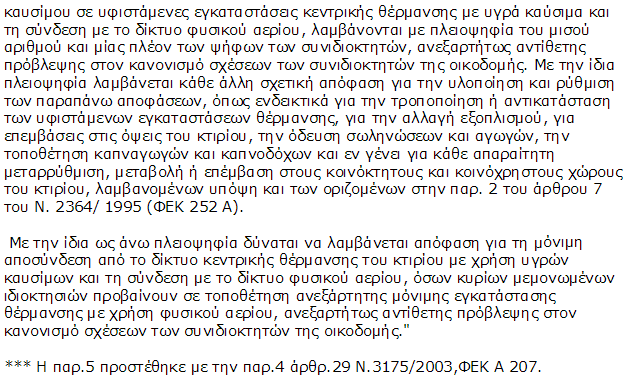 καυσίμου σε υφιστάμενες εγκαταστάσεις κεντρικής θέρμανσης με υγρά καύσιμα και
τη σύνδεση με το δίκτυο φυσικού αερίου, λαμβάνονται με πλειοψηφία του μισού
αριθμού και μίας πλέον των ψήφων των συνιδιοκτητών, ανεξαρτήτως αντίθετης
πρόβλεψης στον κανονισμό σχέσεων των συνιδιοκτητών της οικοδομής. Με την ίδια
πλειοψηφία λαμβάνεται κάθε άλλη σχετική απόφαση για την υλοποίηση και ρύθμιση
των παραπάνω αποφάσεων, όπως ενδεικτικά για την τροποποίηση ή αντικατάσταση
των υφιστάμενων εγκαταστάσεων θέρμανσης, για την αλλαγή εξοπλισμού, για
επεμβάσεις στις όψεις του κτιρίου, την όδευση σωληνώσεων και αγωγών, την
τοποθέτηση καπναγωγών και καπνοδόχων και εν γένει για κάθε απαραίτητη
μεταρρύθμιση, μεταβολή ή επέμβαση στους κοινόκτητους και κοινόχρηστους χώρους
του κτιρίου, λαμβανομένων υπόψη και των οριζομένων στην παρ. 2 του άρθρου 7
του Ν. 2364/ 1995 (ΦΕΚ 252 Α).
Με την ίδια ως άνω πλειοψηφία δύναται να λαμβάνεται απόφαση για τη μόνιμη
αποσύνδεση από το δίκτυο κεντρικής θέρμανσης του κτιρίου με χρήση υγρών
καυσίμων και τη σύνδεση με το δίκτυο φυσικού αερίου, όσων κυρίων μεμονωμένων
ιδιοκτησιών προβαίνουν σε τοποθέτηση ανεξάρτητης μόνιμης εγκατάστασης
θέρμανσης με χρήση φυσικού αερίου, ανεξαρτήτως αντίθετης πρόβλεψης στον
κανονισμό σχέσεων των συνιδιοκτητών της οικοδομής."
*** Η παρ.5 προστέθηκε με την παρ.4 άρθρ.29 Ν.3175/2003,ΦΕΚ Α 207.